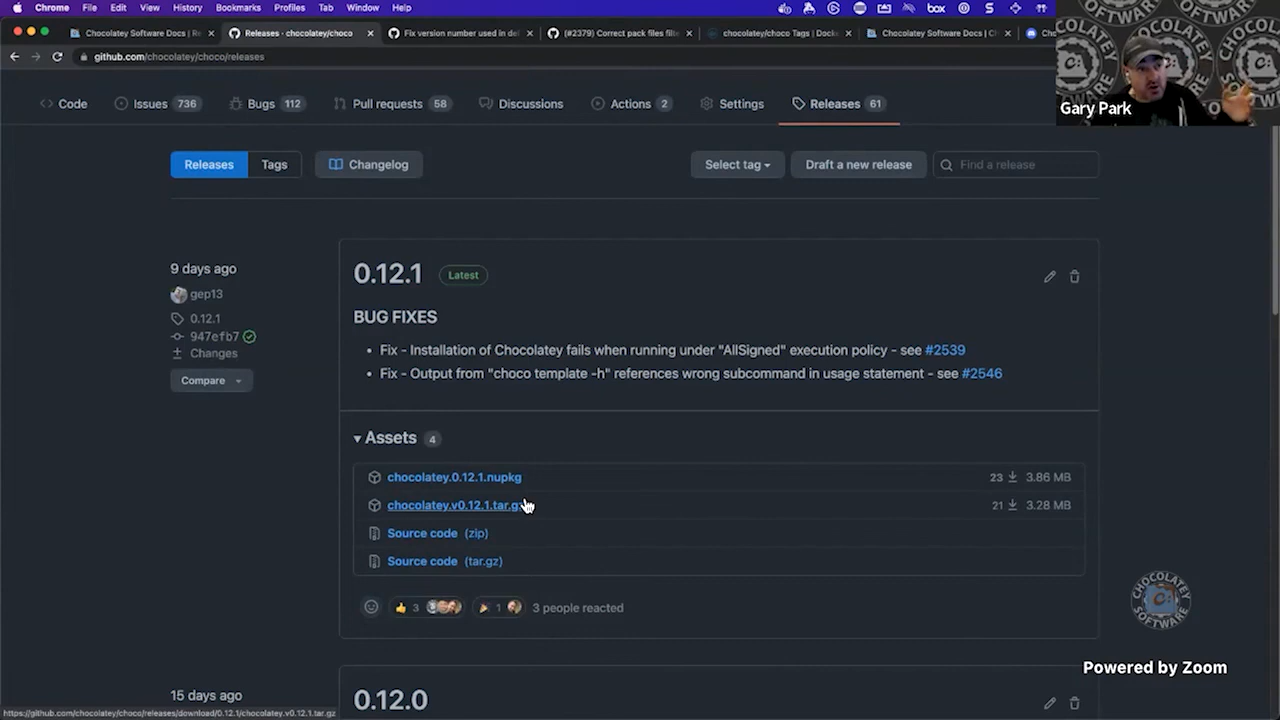 Chrome File Edit View History Bookmarks Profiles Tab Window Help
box
Chocolatey Software Docs | Re
Releases · chocolatey/choco
Fix version number used in de
(#2379) Correct pack files filte
chocolatey/choco Tags | Dock
Chocolatey Software Docs | C
Cho
github.com/chocolatey/choco/releases
Gary Park
Code
Issues 736
Bugs 112
Pull requests 58
Discussions
Actions 2
Settings
Releases 61
Releases
Tags
Changelog
Select tag
Draft a new release
Find a release
9 days ago
gep13
0.12.1
947efb7
Changes
Compare
0.12.1 Latest
BUG FIXES
• Fix - Installation of Chocolatey fails when running under "AllSigned" execution policy - see #2539
• Fix - Output from "choco template -h" references wrong subcommand in usage statement - see #2546
Assets 4
chocolatey.0.12.1.nupkg 23 3.86 MB
chocolatey.v0.12.1.tar.gz 21 3.28 MB
Source code (zip)
Source code (tar.gz)
3
1
3 people reacted
CHOCOLATEY SOFTWARE
Powered by Zoom
15 days ago
0.12.0
https://github.com/chocolatey/choco/releases/download/0.12.1/chocolatey.v0.12.1.tar.gz